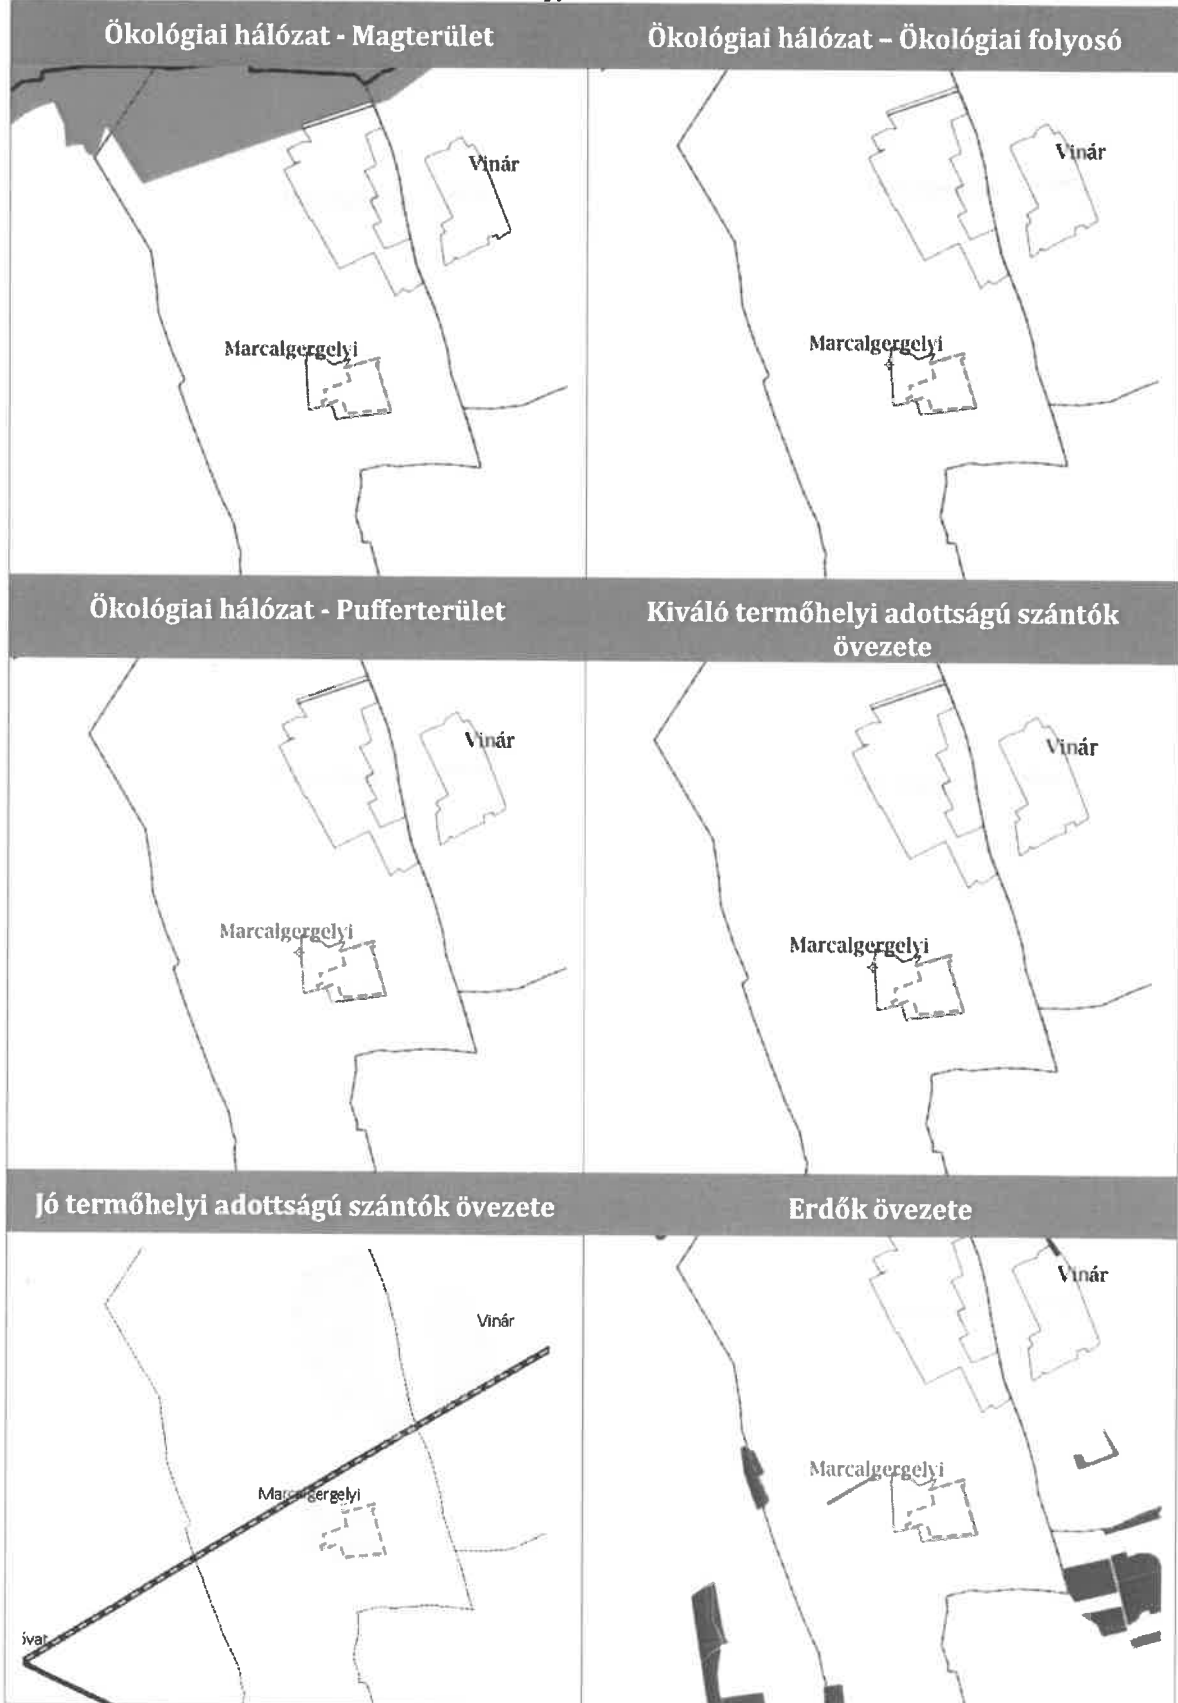 Ökológiai hálózat - Magterület
Ökológiai hálózat – Ökológiai folyosó
Vinár
Marcalgergelyi
Vinár
Marcalgergelyi
Ökológiai hálózat - Pufferterület
Kiváló termőhelyi adottságú szántók
övezete
Vinár
Marcalgergelyi
Vinár
Marcalgergelyi
Jó termőhelyi adottságú szántók övezete
Erdők övezete
Vinár
Marcalgergelyi
Vinár
Marcalgergelyi